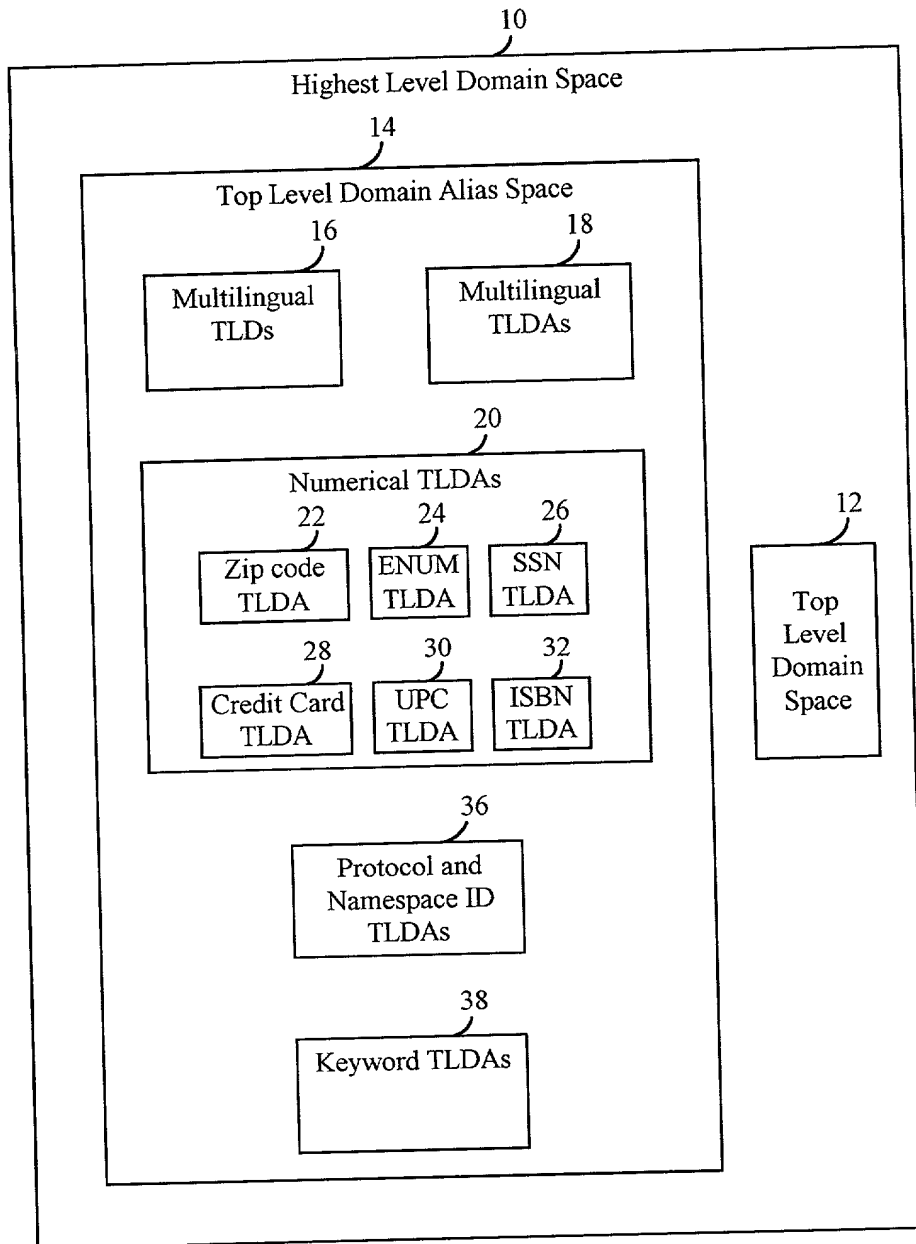 10
Highest Level Domain Space
14
Top Level Domain Alias Space
16
18
Multilingual
TLDs
Multilingual
TLDAs
20
Numerical TLDAs
22
24
26
Zip code
TLDA
ENUM
TLDA
SSN
TLDA
28
30
32
Credit Card
TLDA
UPC
TLDA
ISBN
TLDA
12
Top
Level
Domain
Space
36
Protocol and
Namespace ID
TLDAs
38
Keyword TLDAs